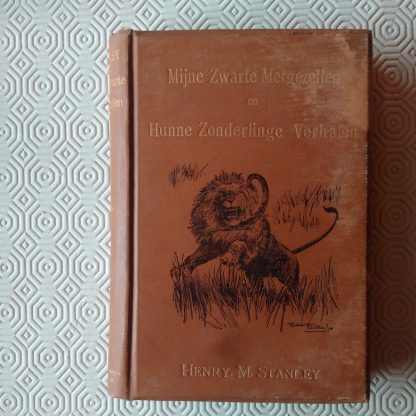 Mijne Zwarte Metgezellen
en
Hunne Zonderlinge Verhalen
HENRY. M. STANLEY